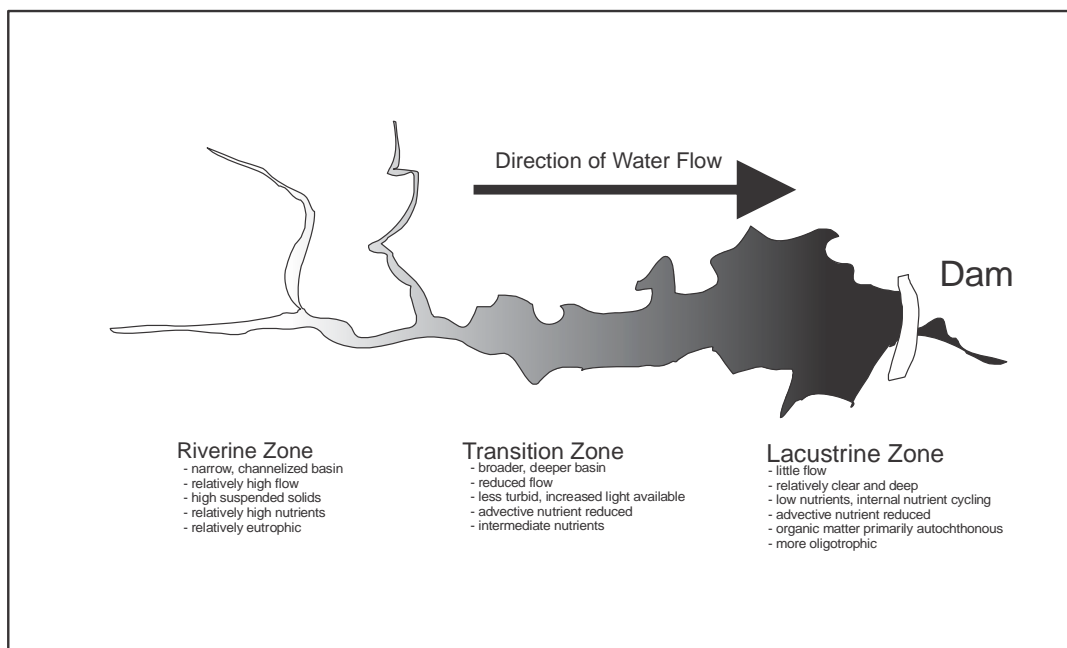 Direction of Water Flow
Dam
Riverine Zone
- narrow, channelized basin
- relatively high flow
- high suspended solids
- relatively high nutrients
- relatively eutrophic
Transition Zone
- broader, deeper basin
- reduced flow
- less turbid, increased light available
- advective nutrient reduced
- intermediate nutrients
Lacustrine Zone
- little flow
- relatively clear and deep
- low nutrients, internal nutrient cycling
- advective nutrient reduced
- organic matter primarily autochthonous
- more oligotrophic